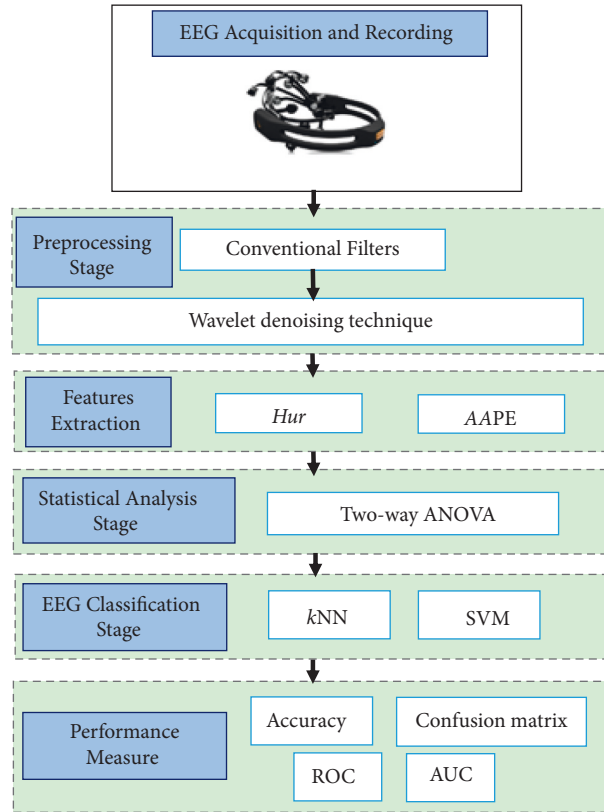 EEG Acquisition and Recording
Preprocessing
Stage
Conventional Filters
Wavelet denoising technique
Features
Extraction
Hur
AAPE
Statistical Analysis
Stage
Two-way ANOVA
EEG Classification
Stage
kNN
SVM
Performance
Measure
Accuracy
Confusion matrix
ROC
AUC